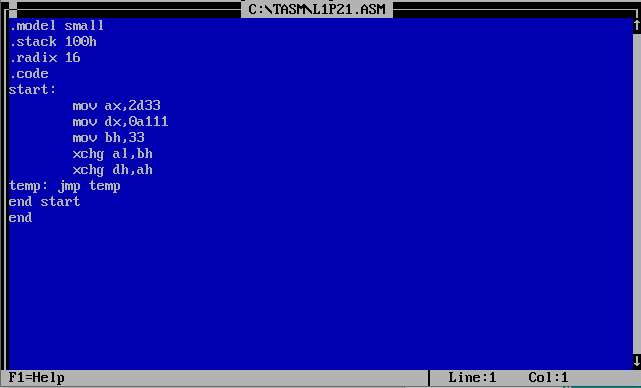 C:\TASM\L1P21.ASM
.model small
.stack 100h
.radix 16
.code
start:
mov ax,2d33
mov dx,0a111
mov bh,33
xchg al,bh
xchg dh,ah
temp: jmp temp
end start
end
F1=Help Line:1 Col:1